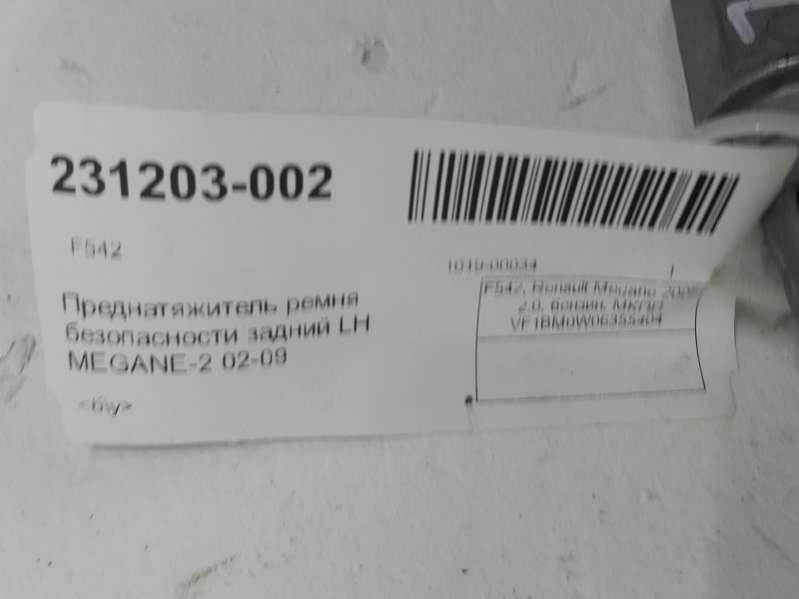 231203-002
F542
Преднатяжитель ремня
безопасности задний LH
MEGANE-2 02-09
<б\у>
1019-00034
F542, Renault Megane
2.0, бензин, МКПП